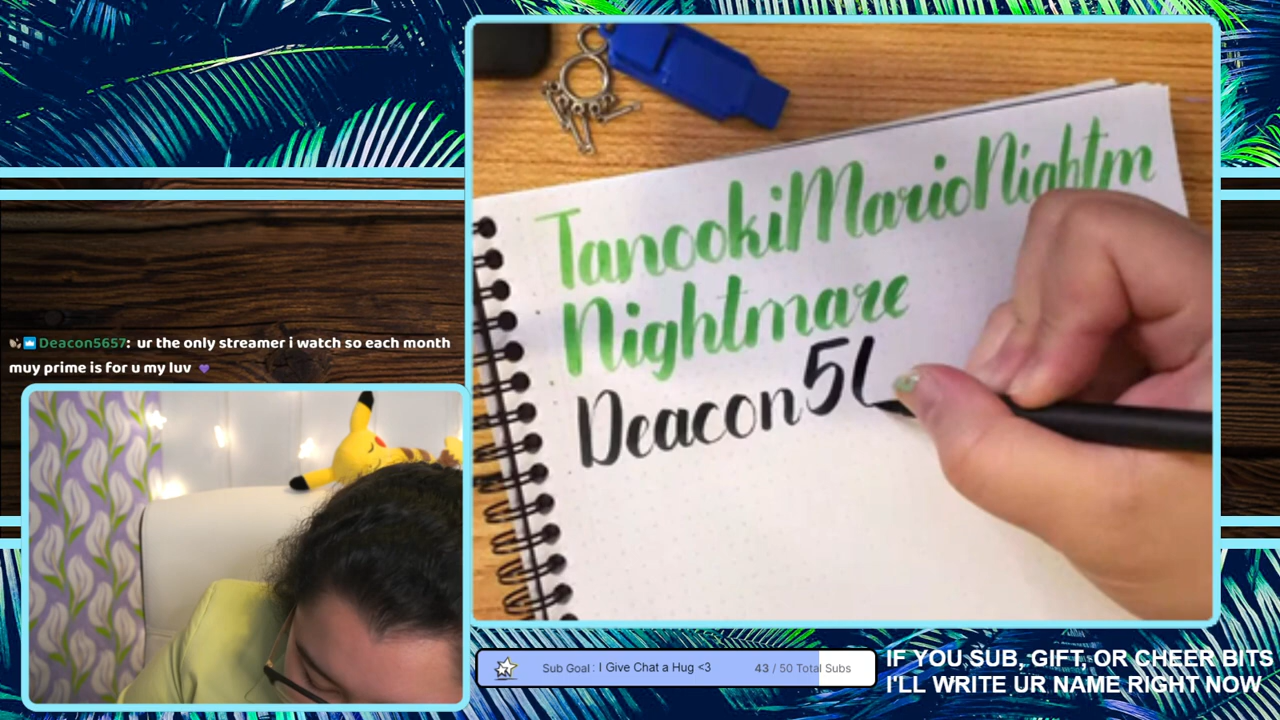 TanookiMarioNightm
Nightmare
Deacon5
Deacon5657: ur the only streamer i watch so each month
muy prime is for u my luv 💜
Sub Goal : I Give Chat a Hug <3 43 / 50 Total Subs
IF YOU SUB, GIFT, OR CHEER BITS
I'LL WRITE UR NAME RIGHT NOW